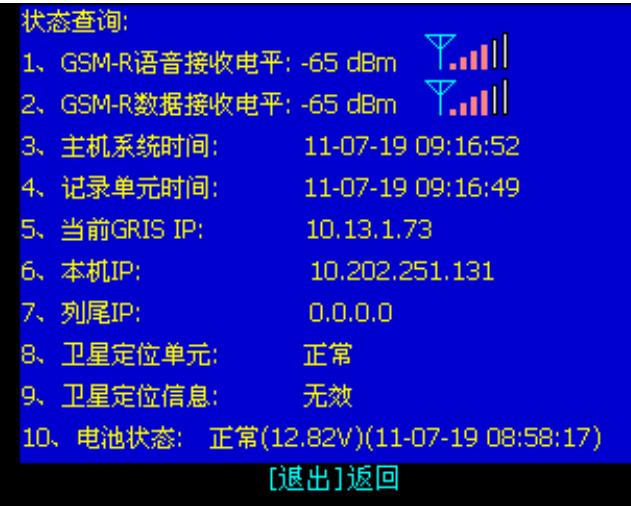 状态查询:
1、GSM-R语音接收电平: -65 dBm
2、GSM-R数据接收电平: -65 dBm
3、主机系统时间: 11-07-19 09:16:52
4、记录单元时间: 11-07-19 09:16:49
5、当前GRIS IP: 10.13.1.73
6、本机IP: 10.202.251.131
7、列尾IP: 0.0.0.0
8、卫星定位单元: 正常
9、卫星定位信息: 无效
10、电池状态: 正常(12.82V)(11-07-19 08:58:17)
[退出]返回